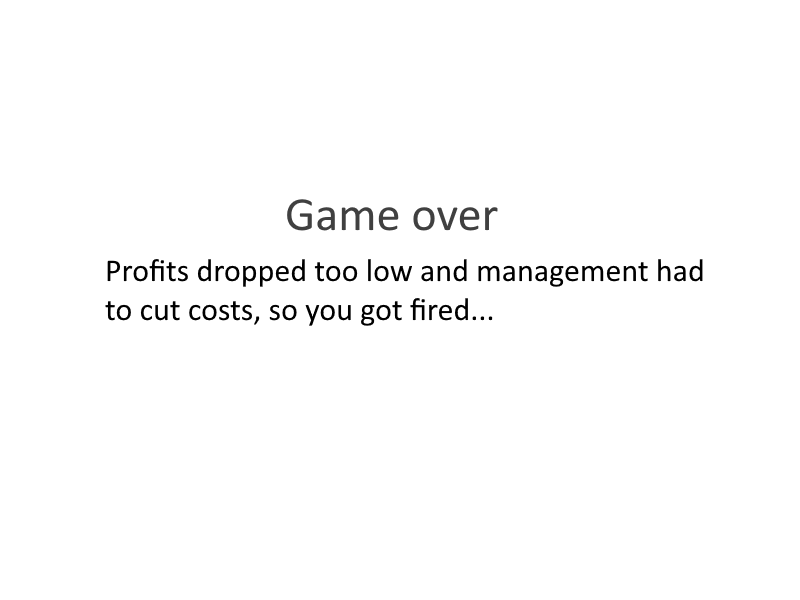 Game over
Profits dropped too low and management had
to cut costs, so you got fired...